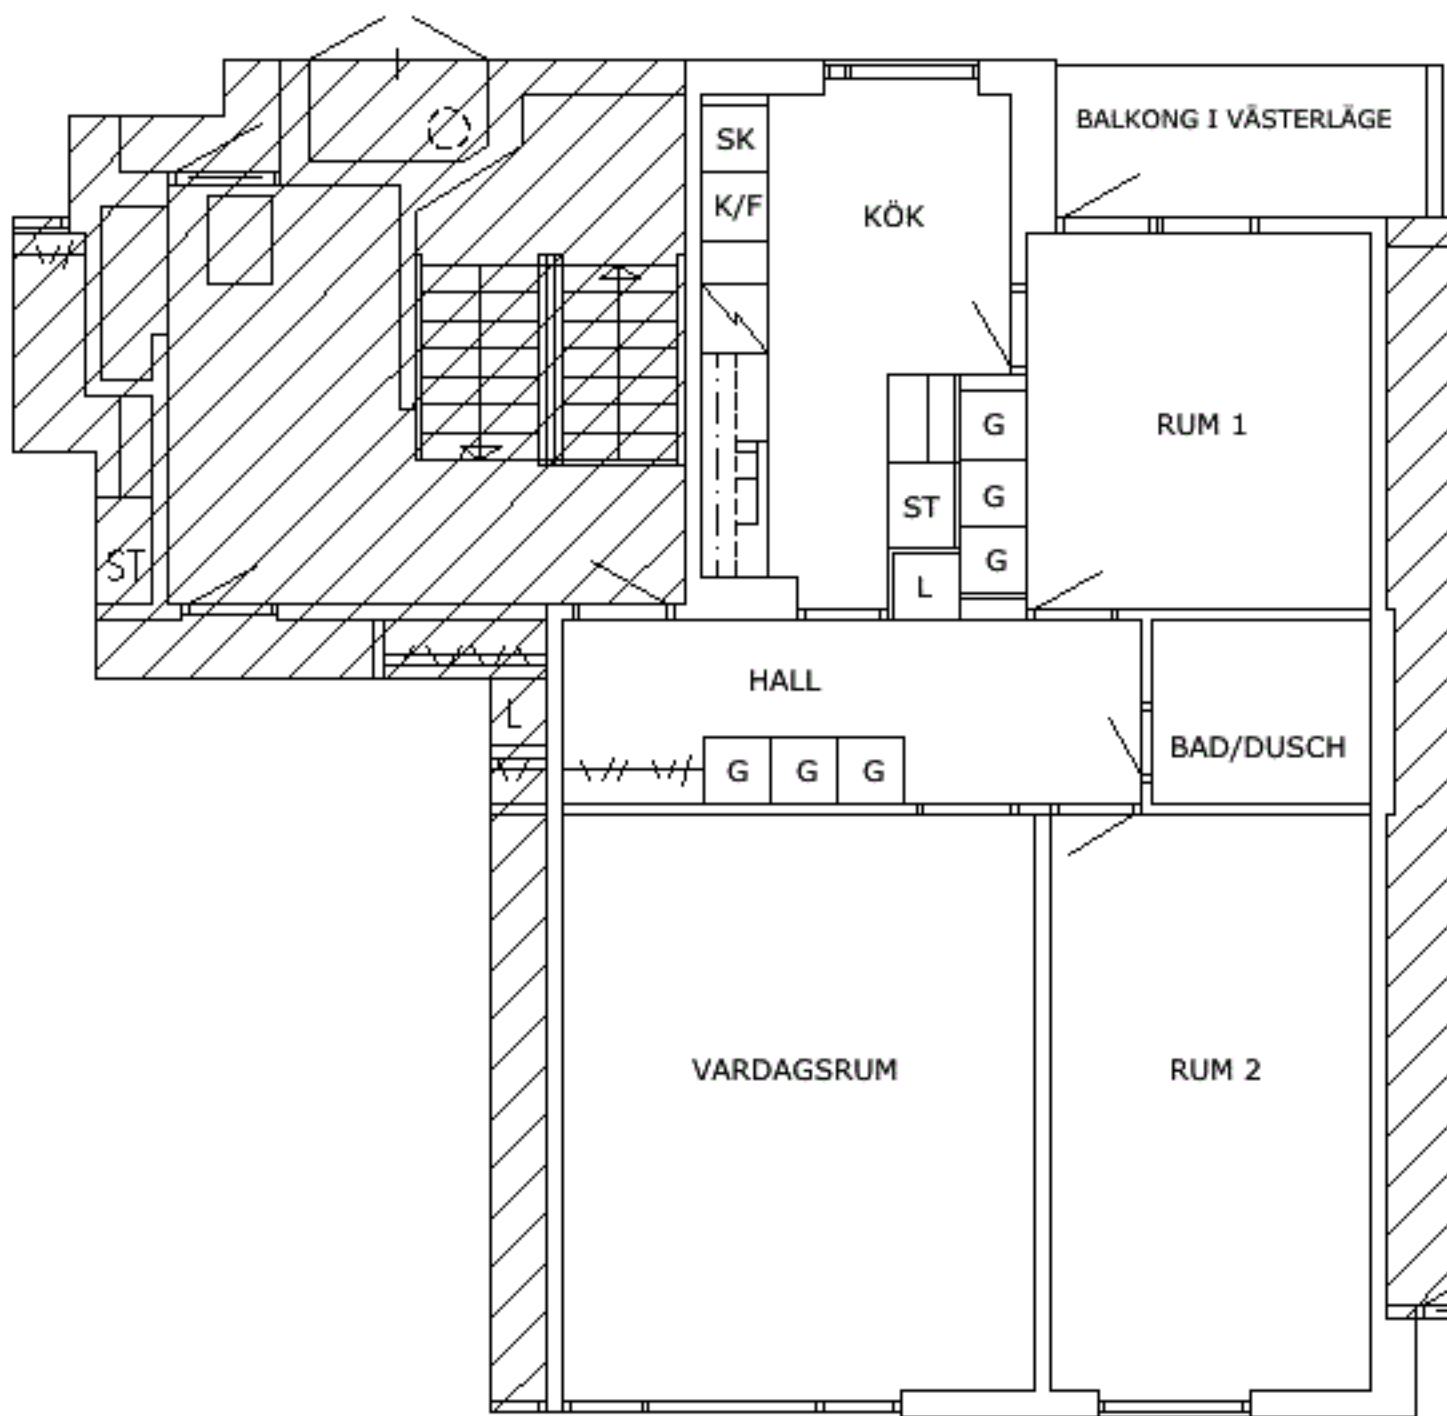 BALKONG I VÄSTERLÄGE
SK
K/F
KÖK
RUM 1
G
G
ST
G
ST
L
HALL
L
BAD/DUSCH
G G G
VARDAGSRUM
RUM 2